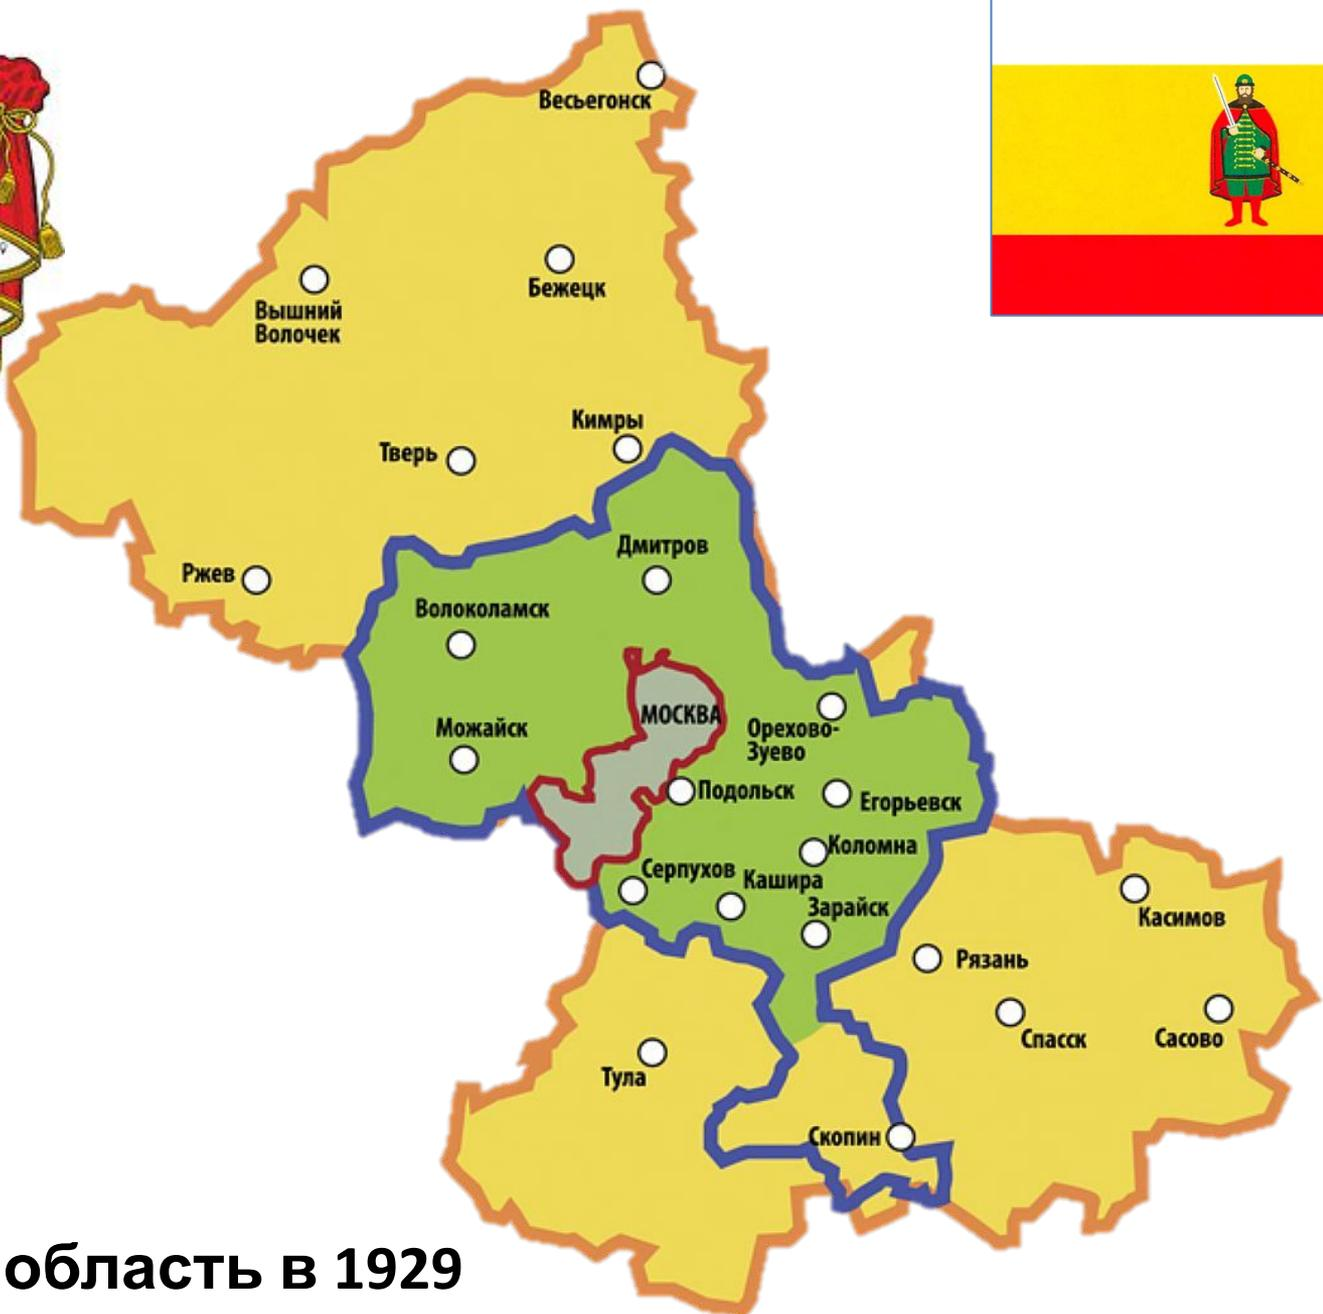 Весьегонск
Бежецк
Вышний
Волочек
Кимры
Тверь
Дмитров
Ржев
Волоколамск
МОСКВА
Можайск
Орехово-
Зуево
Подольск
Егорьевск
Коломна
Серпухов
Кашира
Зарайск
Касимов
Рязань
Спасск
Сасово
Тула
Скопин
область в 1929